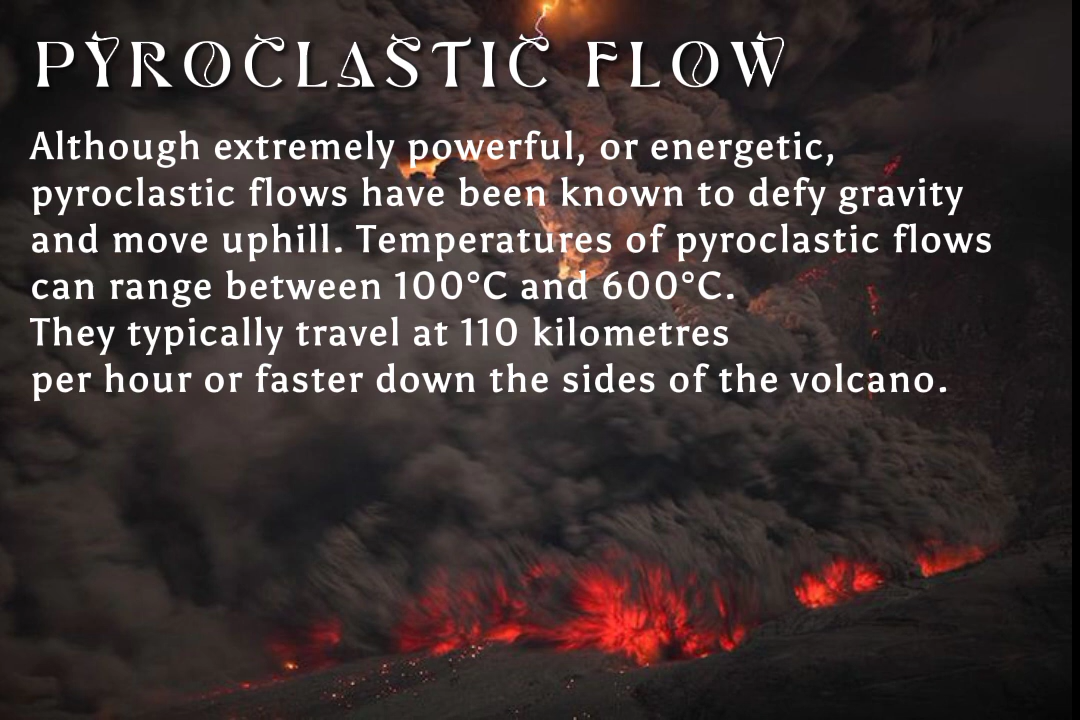 PYROCLASTIC FLOW
Although extremely powerful, or energetic,
pyroclastic flows have been known to defy gravity
and move uphill. Temperatures of pyroclastic flows
can range between 100°C and 600°C.
They typically travel at 110 kilometres
per hour or faster down the sides of the volcano.